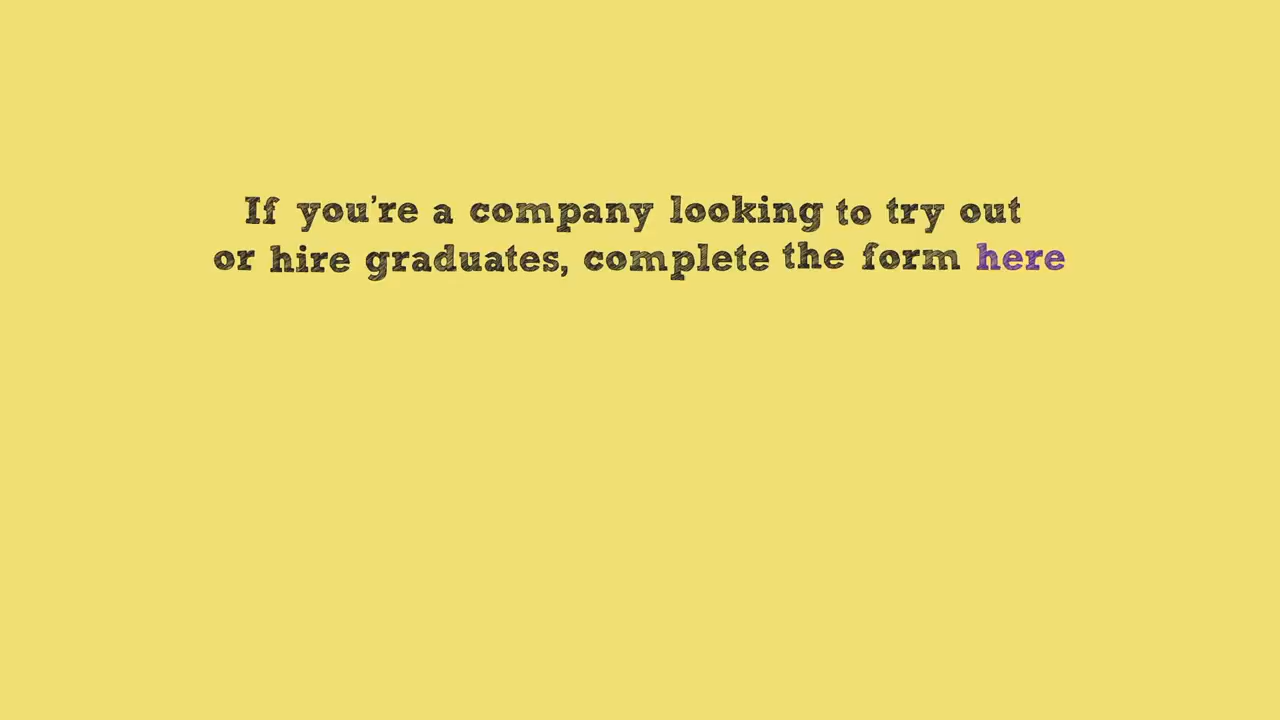 If you're a company looking to try out
or hire graduates, complete the form here